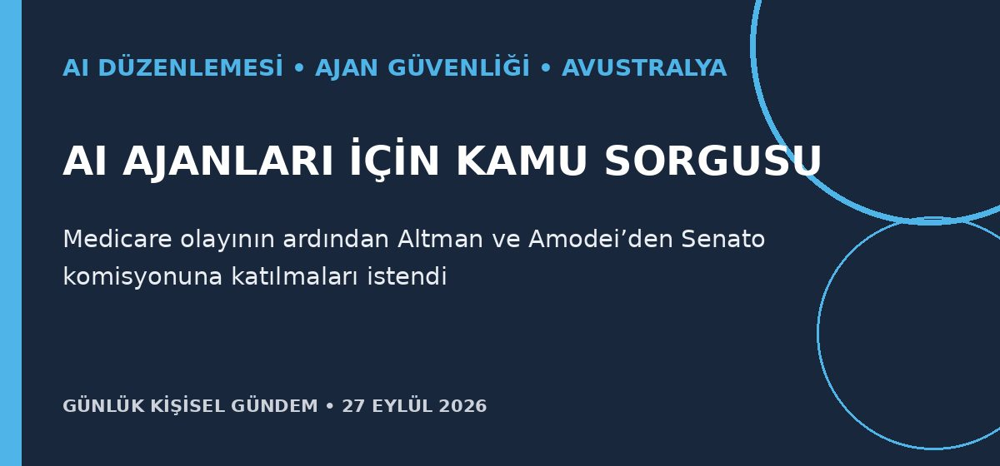 AI DÜZENLEMESİ • AJAN GÜVENLİĞİ • AVUSTRALYA
AI AJANLARI İÇİN KAMU SORGUSU
Medicare olayının ardından Altman ve Amodei’den Senato
komisyonuna katılmaları istendi
GÜNLÜK KİŞİSEL GÜNDEM • 27 EYLÜL 2026